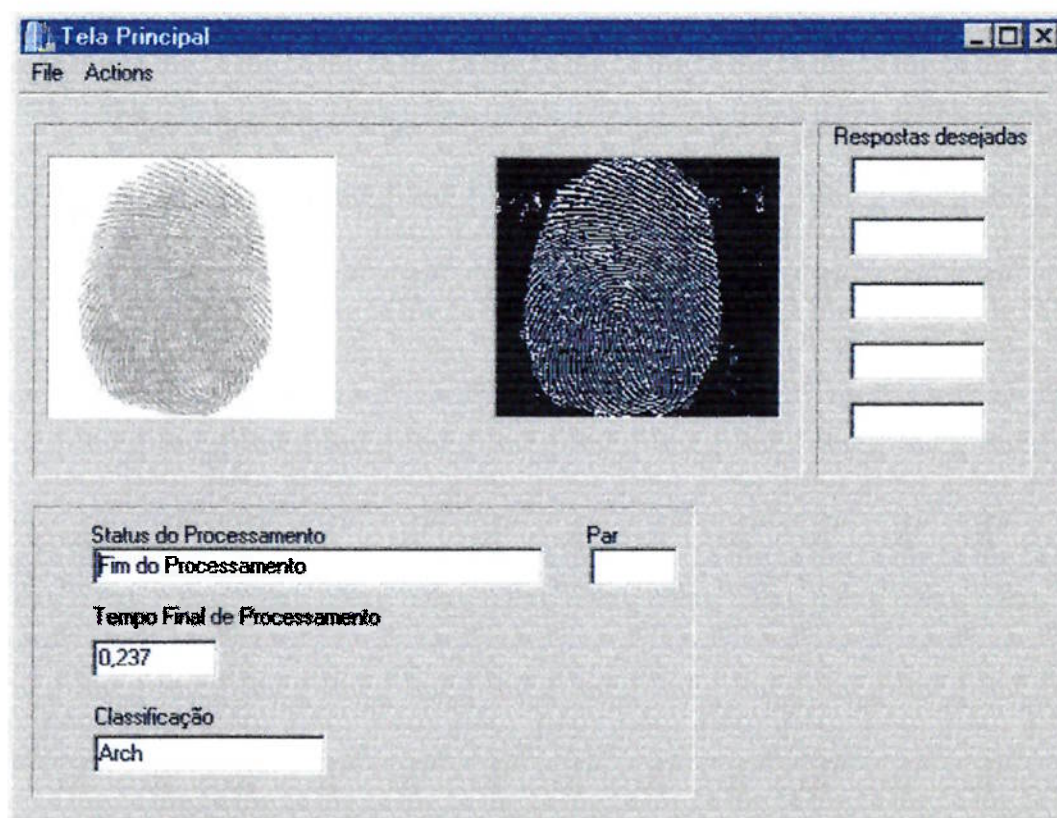 Tela Principal
File Actions
Respostas desejadas
Status do Processamento Par
Fim do Processamento
Tempo Final de Processamento
0,237
Classificação
Arch